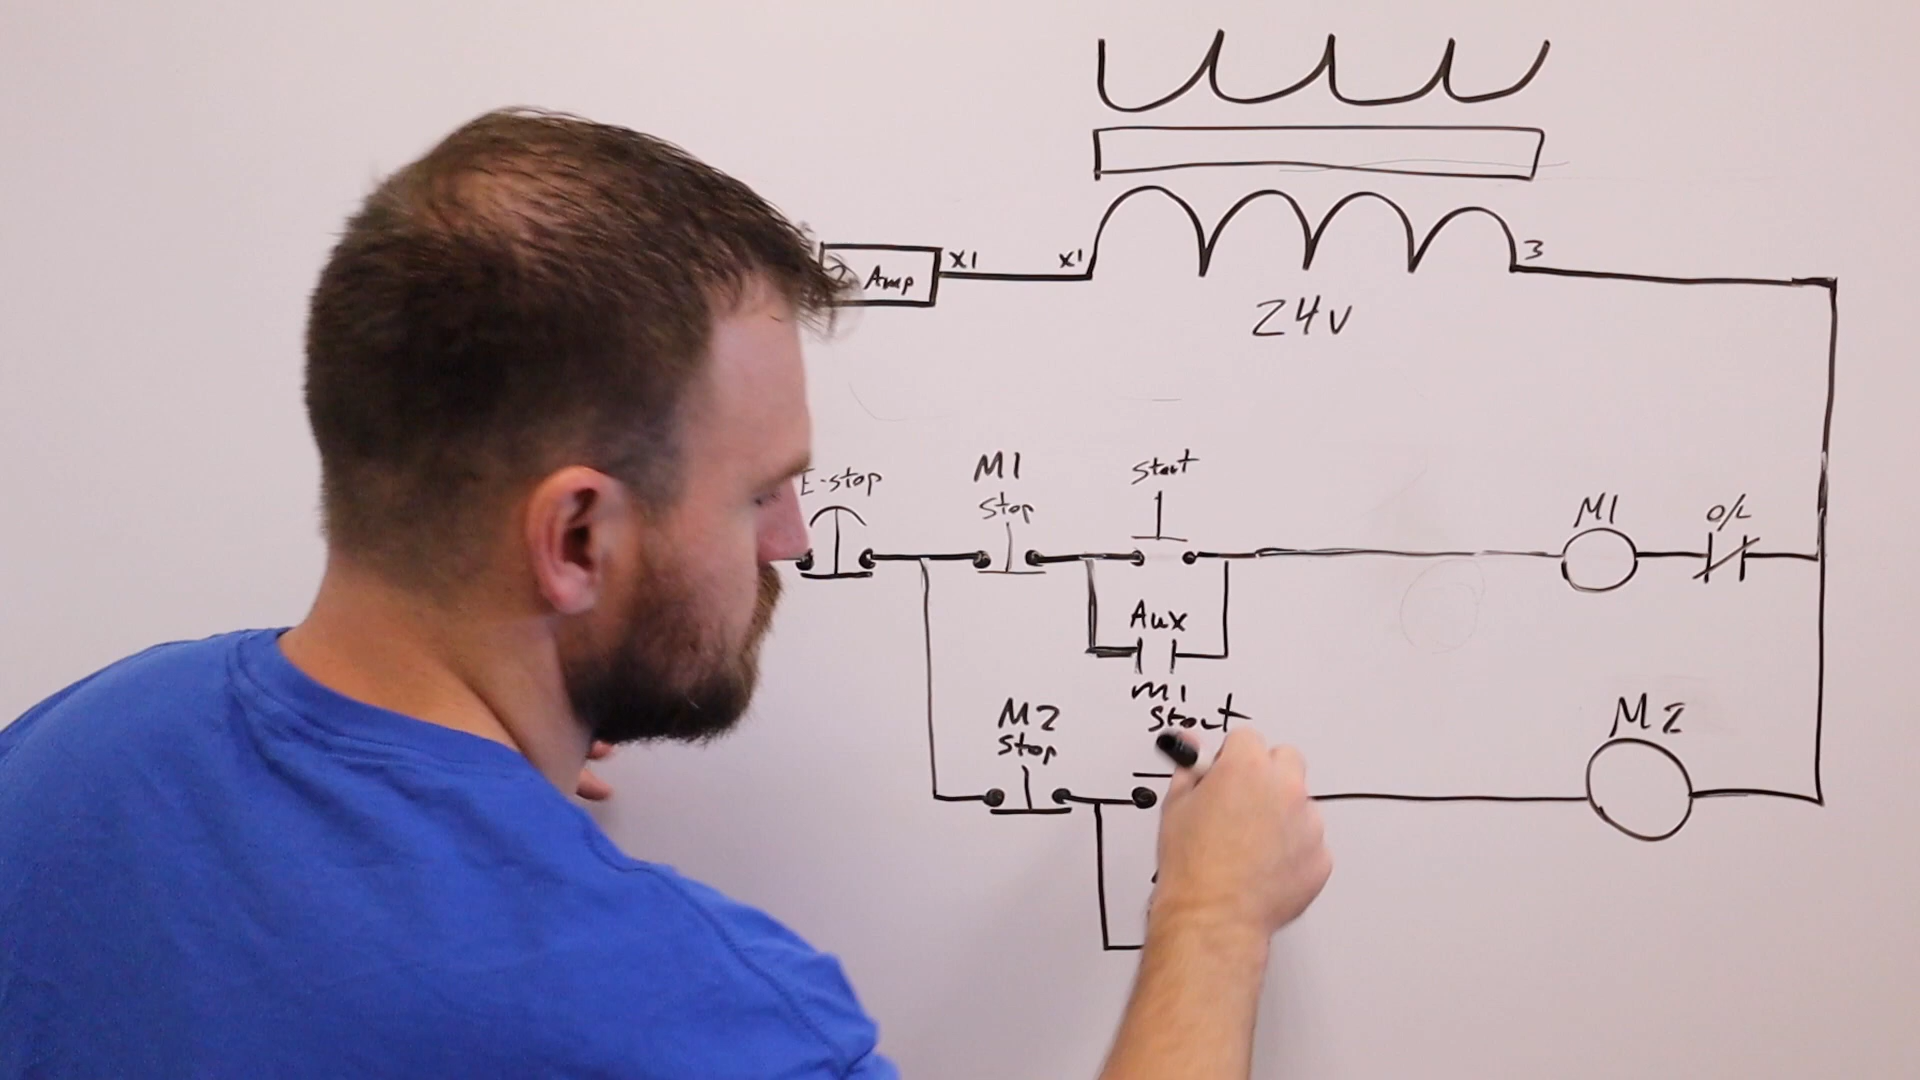 Amp
X1
X1
3
24v
E-stop
M1
Stop
Start
M1
O/L
Aux
M1
M2
Stop
Start
M2